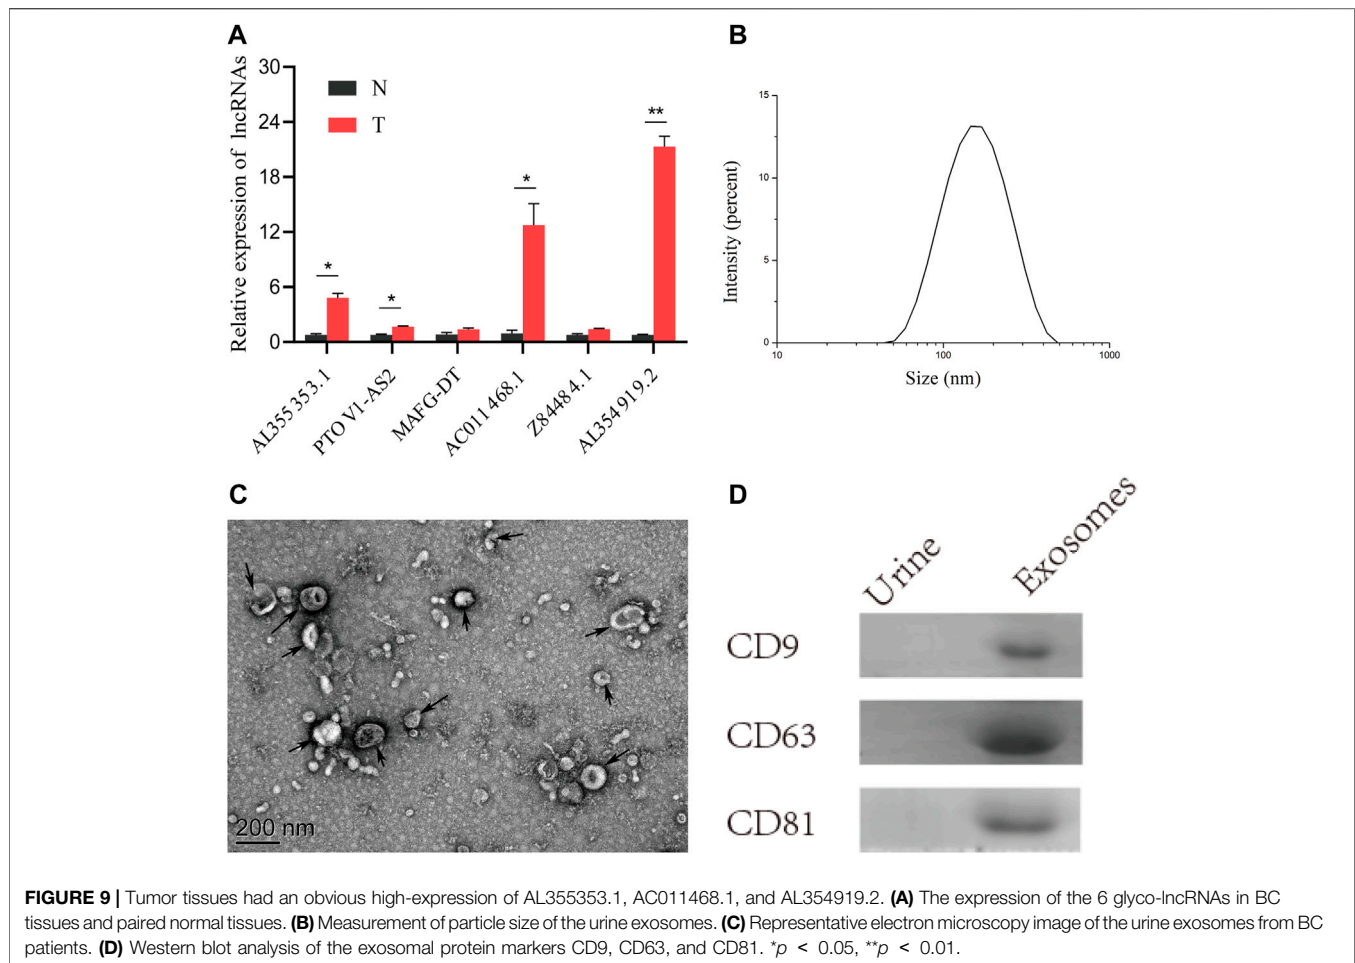 A
Relative expression of lncRNAs
30
24
18
12
6
0
N
T
*
*
*
**
AL355353.1
PTOV1-AS2
MAFG-DT
AC011468.1
Z84484.1
AL354919.2
B
Intensity (percent)
15
10
5
0
10
100
1000
Size (nm)
C
200 nm
D
Urine
Exosomes
CD9
CD63
CD81
FIGURE 9 | Tumor tissues had an obvious high-expression of AL355353.1, AC011468.1, and AL354919.2. (A) The expression of the 6 glyco-lncRNAs in BC
tissues and paired normal tissues. (B) Measurement of particle size of the urine exosomes. (C) Representative electron microscopy image of the urine exosomes from BC
patients. (D) Western blot analysis of the exosomal protein markers CD9, CD63, and CD81. *p < 0.05, **p < 0.01.